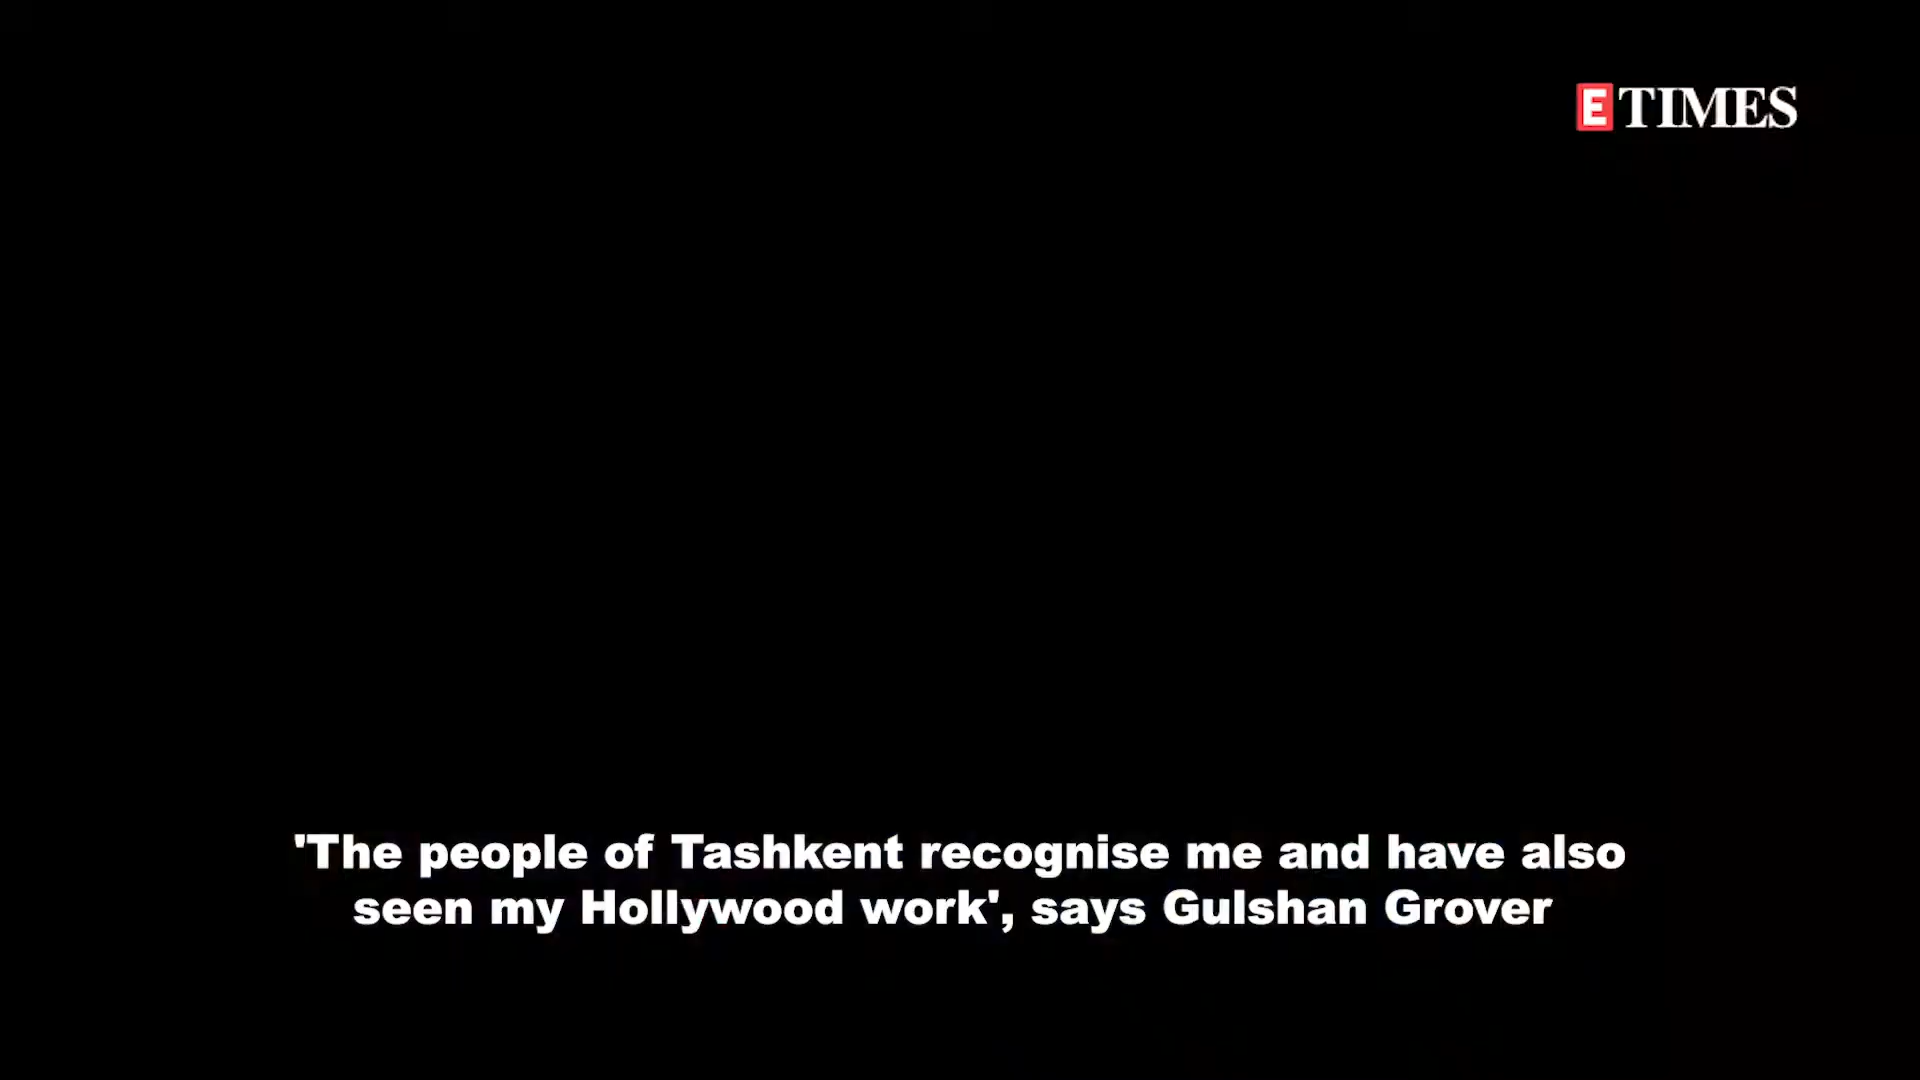 ETIMES
'The people of Tashkent recognise me and have also
seen my Hollywood work', says Gulshan Grover